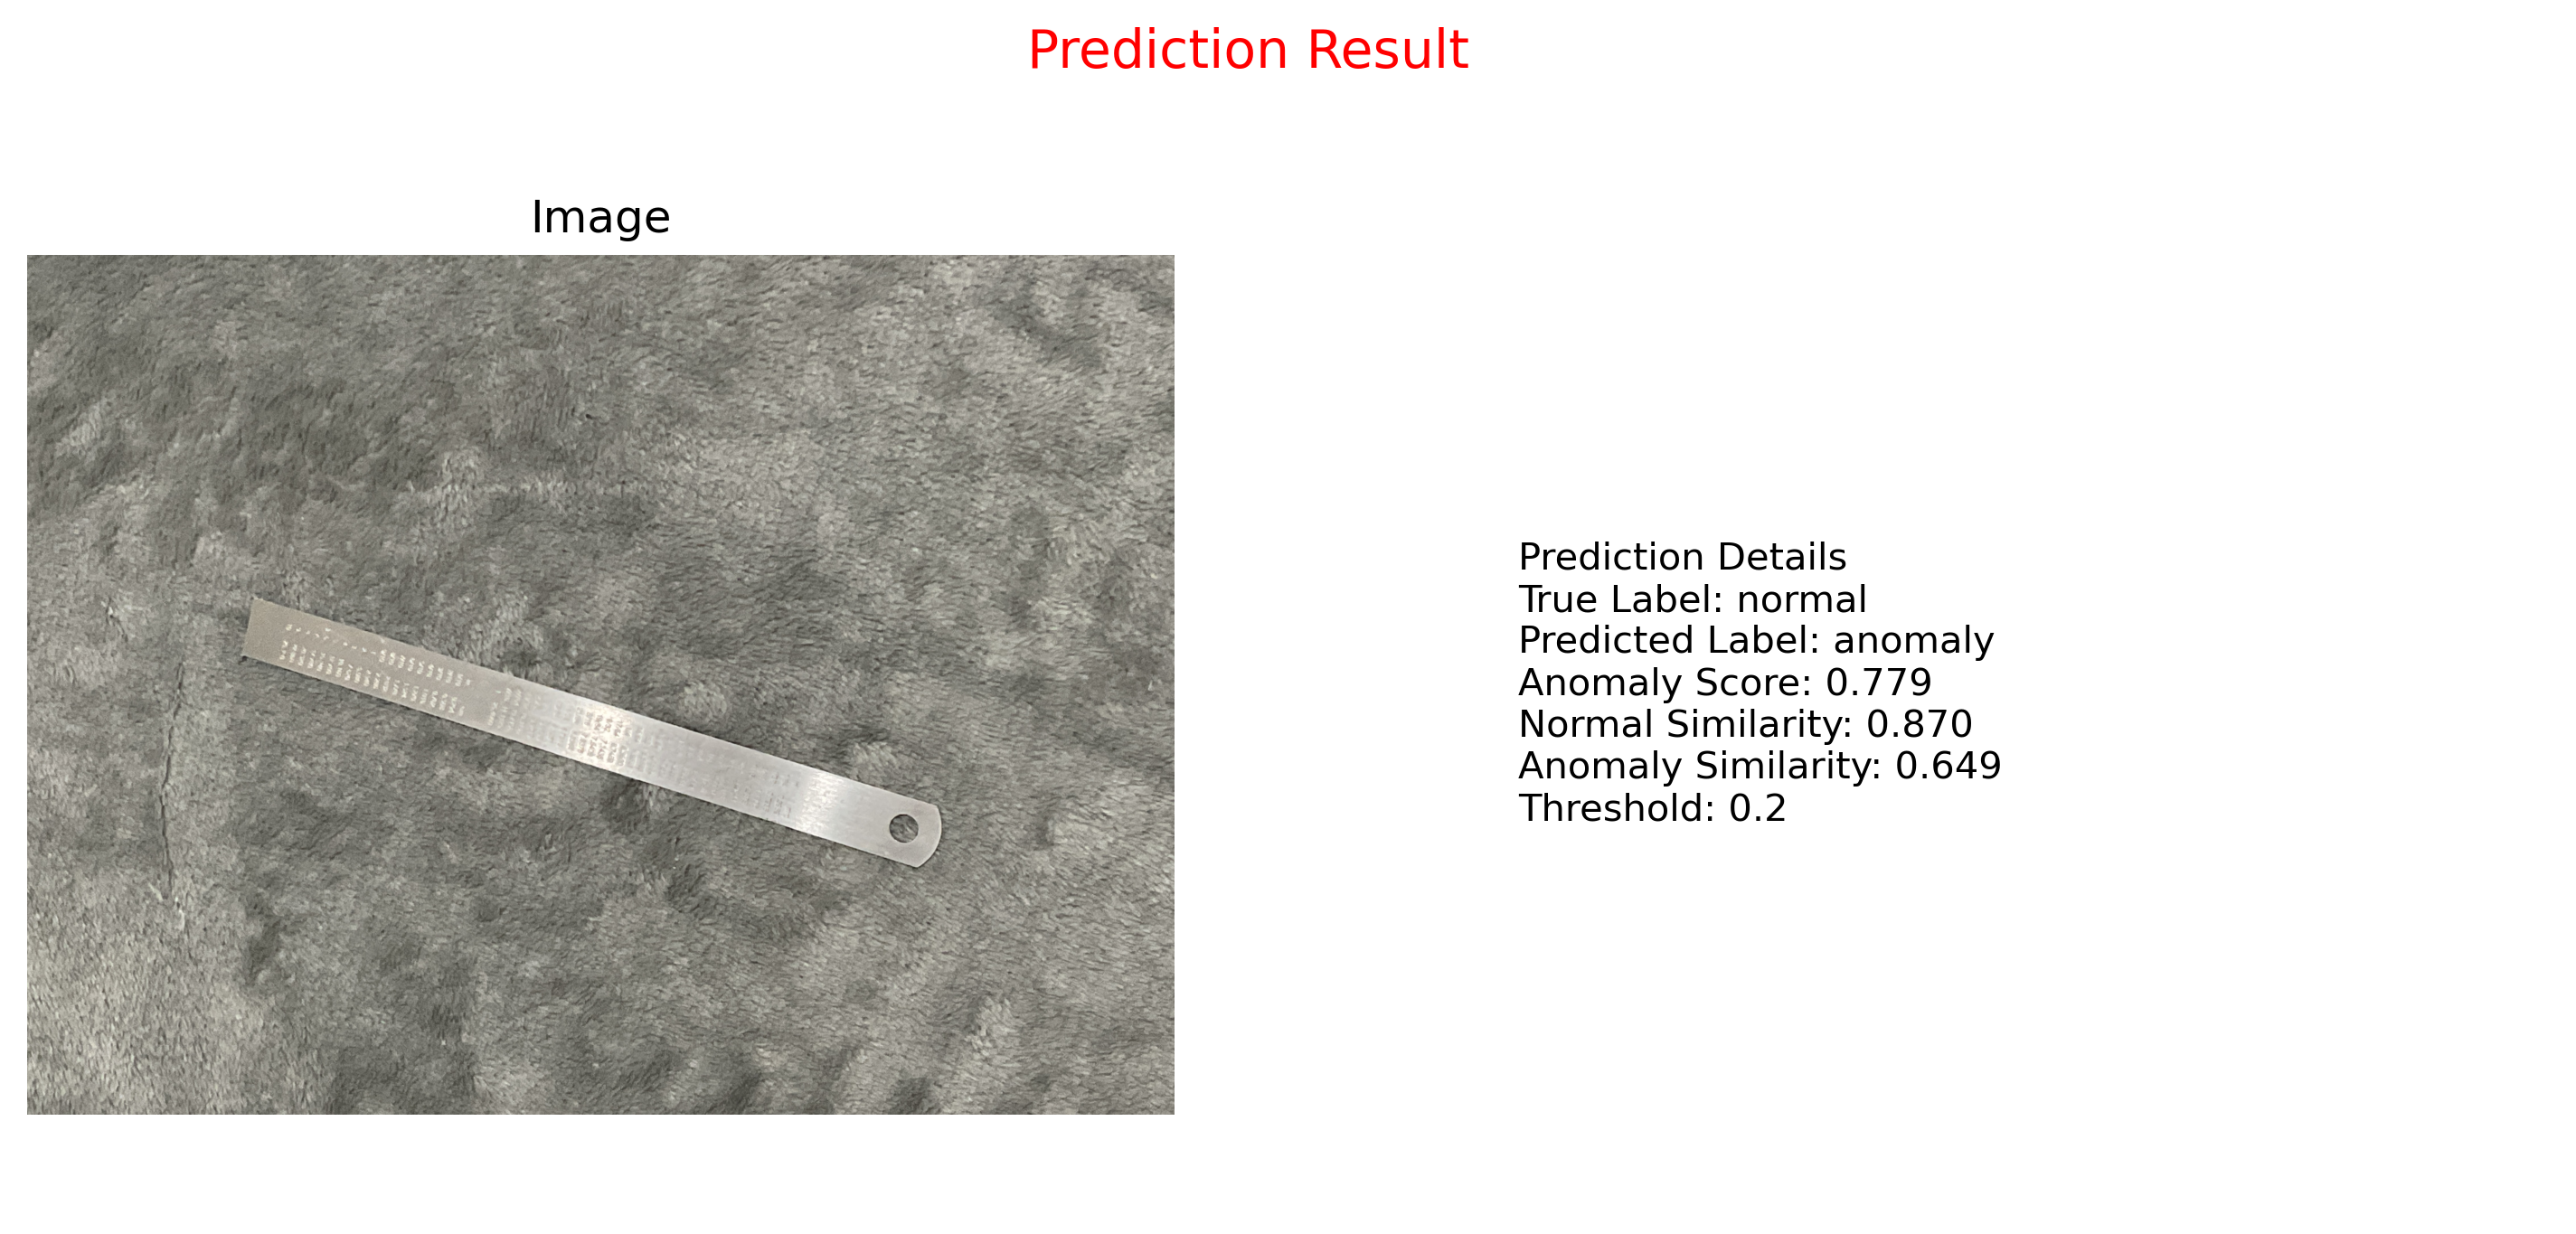 Prediction Result
Image
Prediction Details
True Label: normal
Predicted Label: anomaly
Anomaly Score: 0.779
Normal Similarity: 0.870
Anomaly Similarity: 0.649
Threshold: 0.2